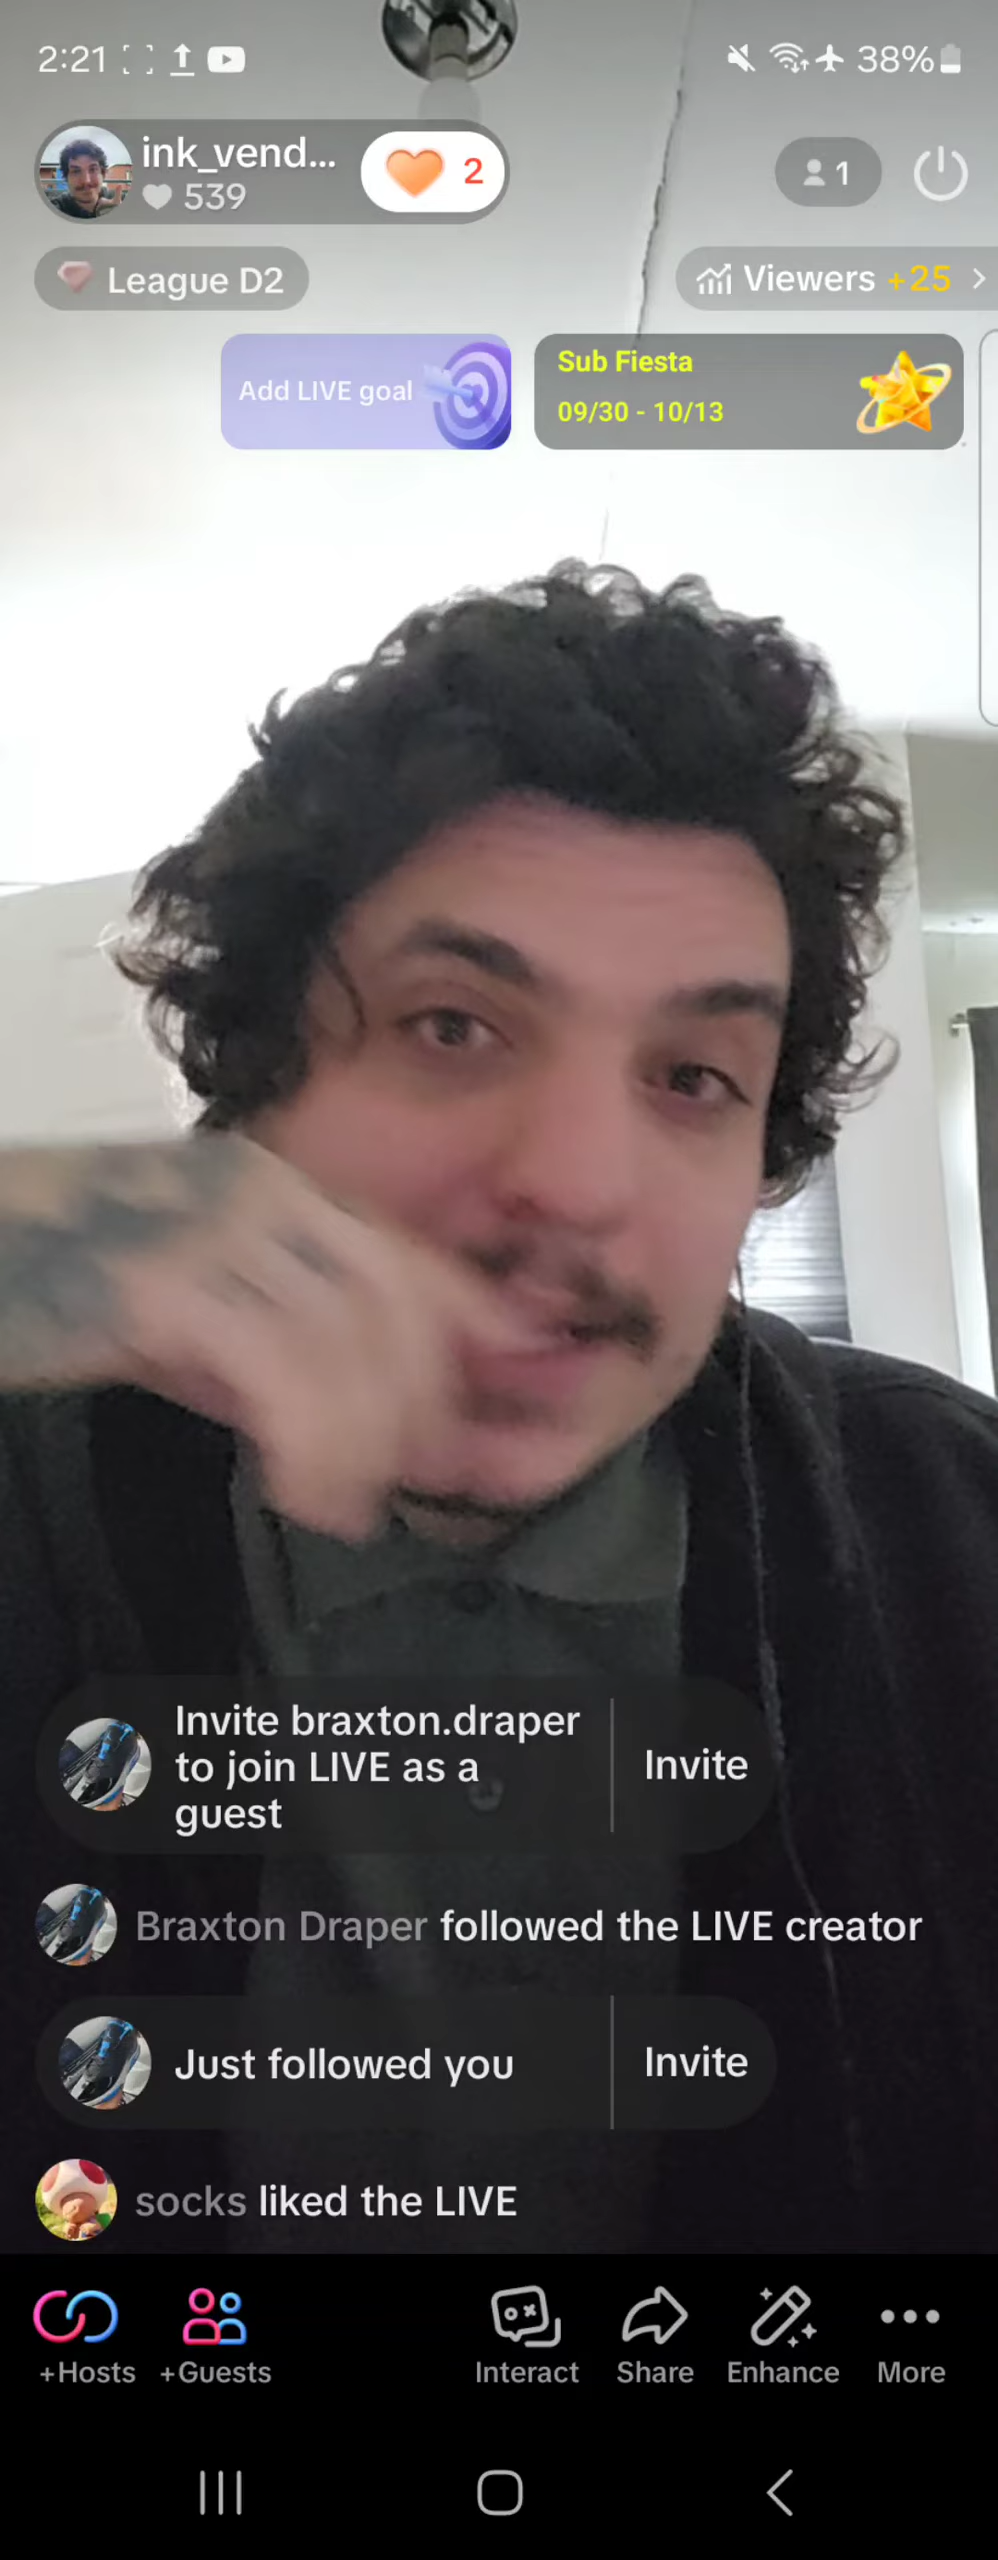 2:21
38%
ink_vend...
539
2
1
League D2
Viewers +25
Add LIVE goal
Sub Fiesta
09/30 - 10/13
Invite braxton.draper
to join LIVE as a
guest
Invite
Braxton Draper followed the LIVE creator
Just followed you
Invite
socks liked the LIVE
+Hosts
+Guests
Interact
Share
Enhance
More